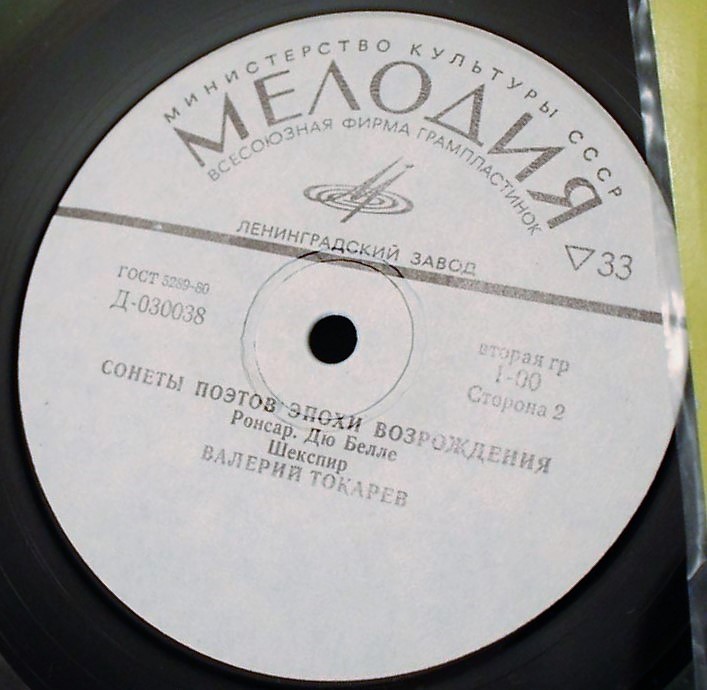 МИНИСТЕРСТВО КУЛЬТУРЫ СССР
МЕЛОДИЯ
ВСЕСОЮЗНАЯ ФИРМА ГРАМПЛАСТИНОК
ЛЕНИНГРАДСКИЙ ЗАВОД
▽33
ГОСТ 5289-80
Д-030038
вторая гр
1-00
Сторона 2
СОНЕТЫ ПОЭТОВ ЭПОХИ ВОЗРОЖДЕНИЯ
Ронсар. Дю Белле
Шекспир
ВАЛЕРИЙ ТОКАРЕВ